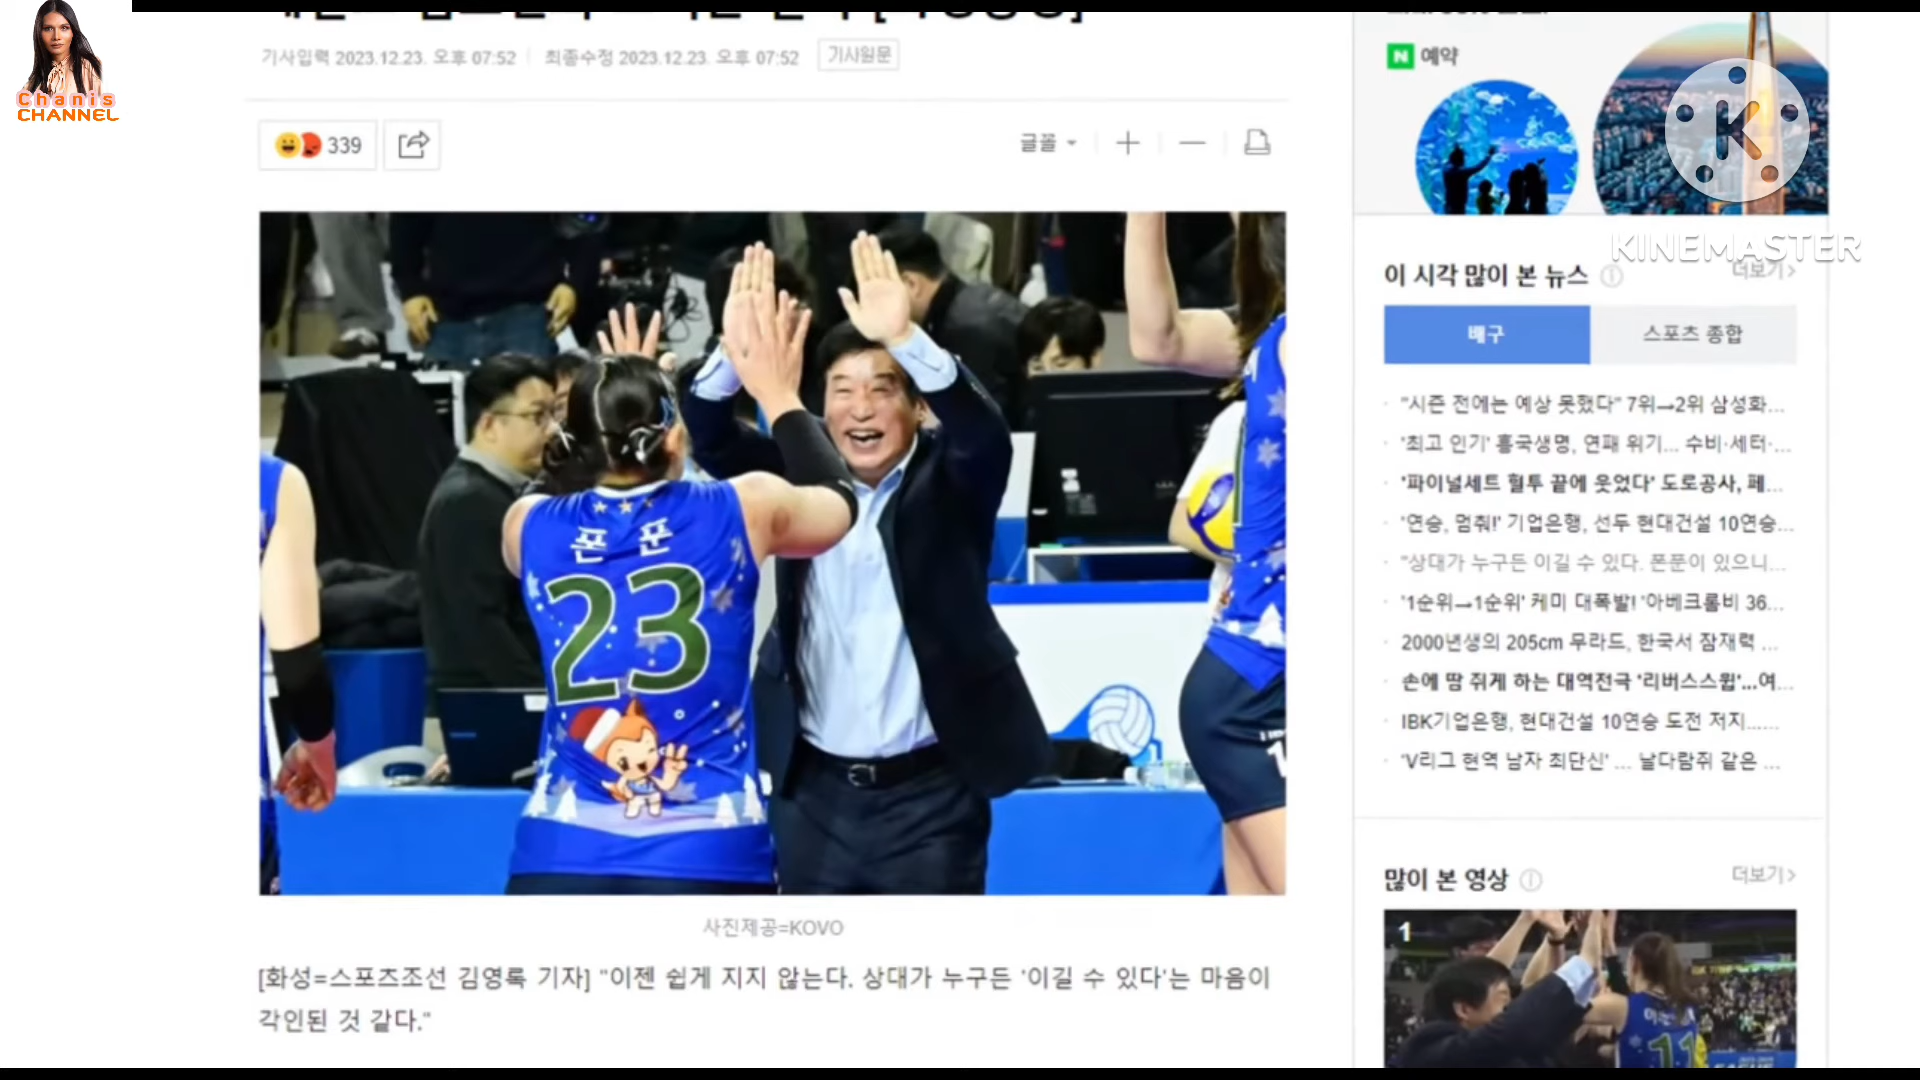 Chanis
CHANNEL
기사입력 2023.12.23. 오후 07:52
최종수정 2023.12.23. 오후 07:52
기사원문
339
글꼴
폰푼
23
사진제공=KOVO
[화성=스포츠조선 김영록 기자] "이젠 쉽게 지지 않는다. 상대가 누구든 '이길 수 있다'는 마음이
각인된 것 같다."
N 예약
K
KINEMASTER
이 시각 많이 본 뉴스
더보기
배구
스포츠 종합
"시즌 전에는 예상 못했다" 7위→2위 삼성화...
'최고 인기' 흥국생명, 연패 위기... 수비·세터·...
'파이널세트 혈투 끝에 웃었다' 도로공사, 페...
'연승, 멈춰!' 기업은행, 선두 현대건설 10연승...
"상대가 누구든 이길 수 있다. 폰푼이 있으니...
'1순위→1순위' 케미 대폭발! '아베크롬비 36...
2000년생의 205cm 무라드, 한국서 잠재력 ...
손에 땀 쥐게 하는 대역전극 '리버스스윕'...여...
IBK기업은행, 현대건설 10연승 도전 저지......
'V리그 현역 남자 최단신' ... 날다람쥐 같은 ...
많이 본 영상
더보기
1
11